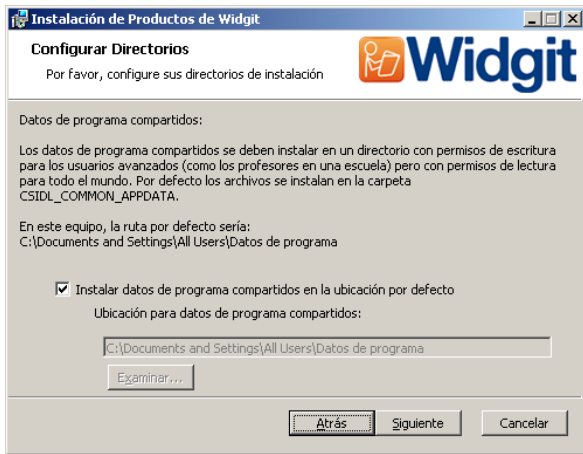 Instalación de Productos de Widgit
Configurar Directorios
Por favor, configure sus directorios de instalación
Widgit
Datos de programa compartidos:
Los datos de programa compartidos se deben instalar en un directorio con permisos de escritura
para los usuarios avanzados (como los profesores en una escuela) pero con permisos de lectura
para todo el mundo. Por defecto los archivos se instalan en la carpeta
CSIDL_COMMON_APPDATA.
En este equipo, la ruta por defecto sería:
C:\Documents and Settings\All Users\Datos de programa
Instalar datos de programa compartidos en la ubicación por defecto
Ubicación para datos de programa compartidos:
C:\Documents and Settings\All Users\Datos de programa
Examinar...
Atrás Siguiente Cancelar